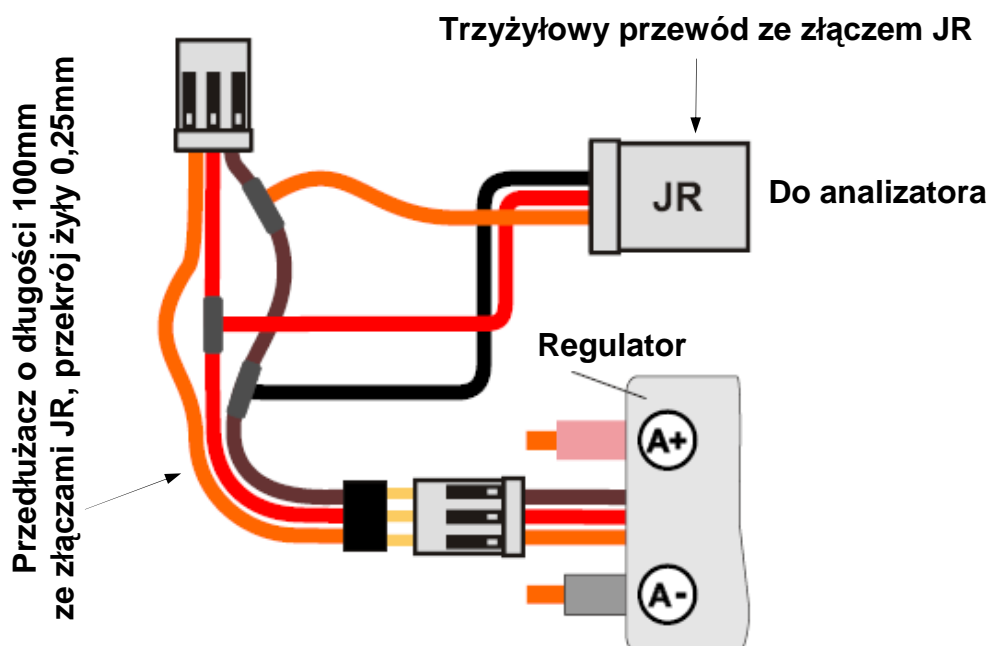 Trzyżyłowy przewód ze złączem JR
Przedłużacz o długości 100mm
ze złączami JR, przekrój żyły 0,25mm
JR
Do analizatora
Regulator
A+
A-